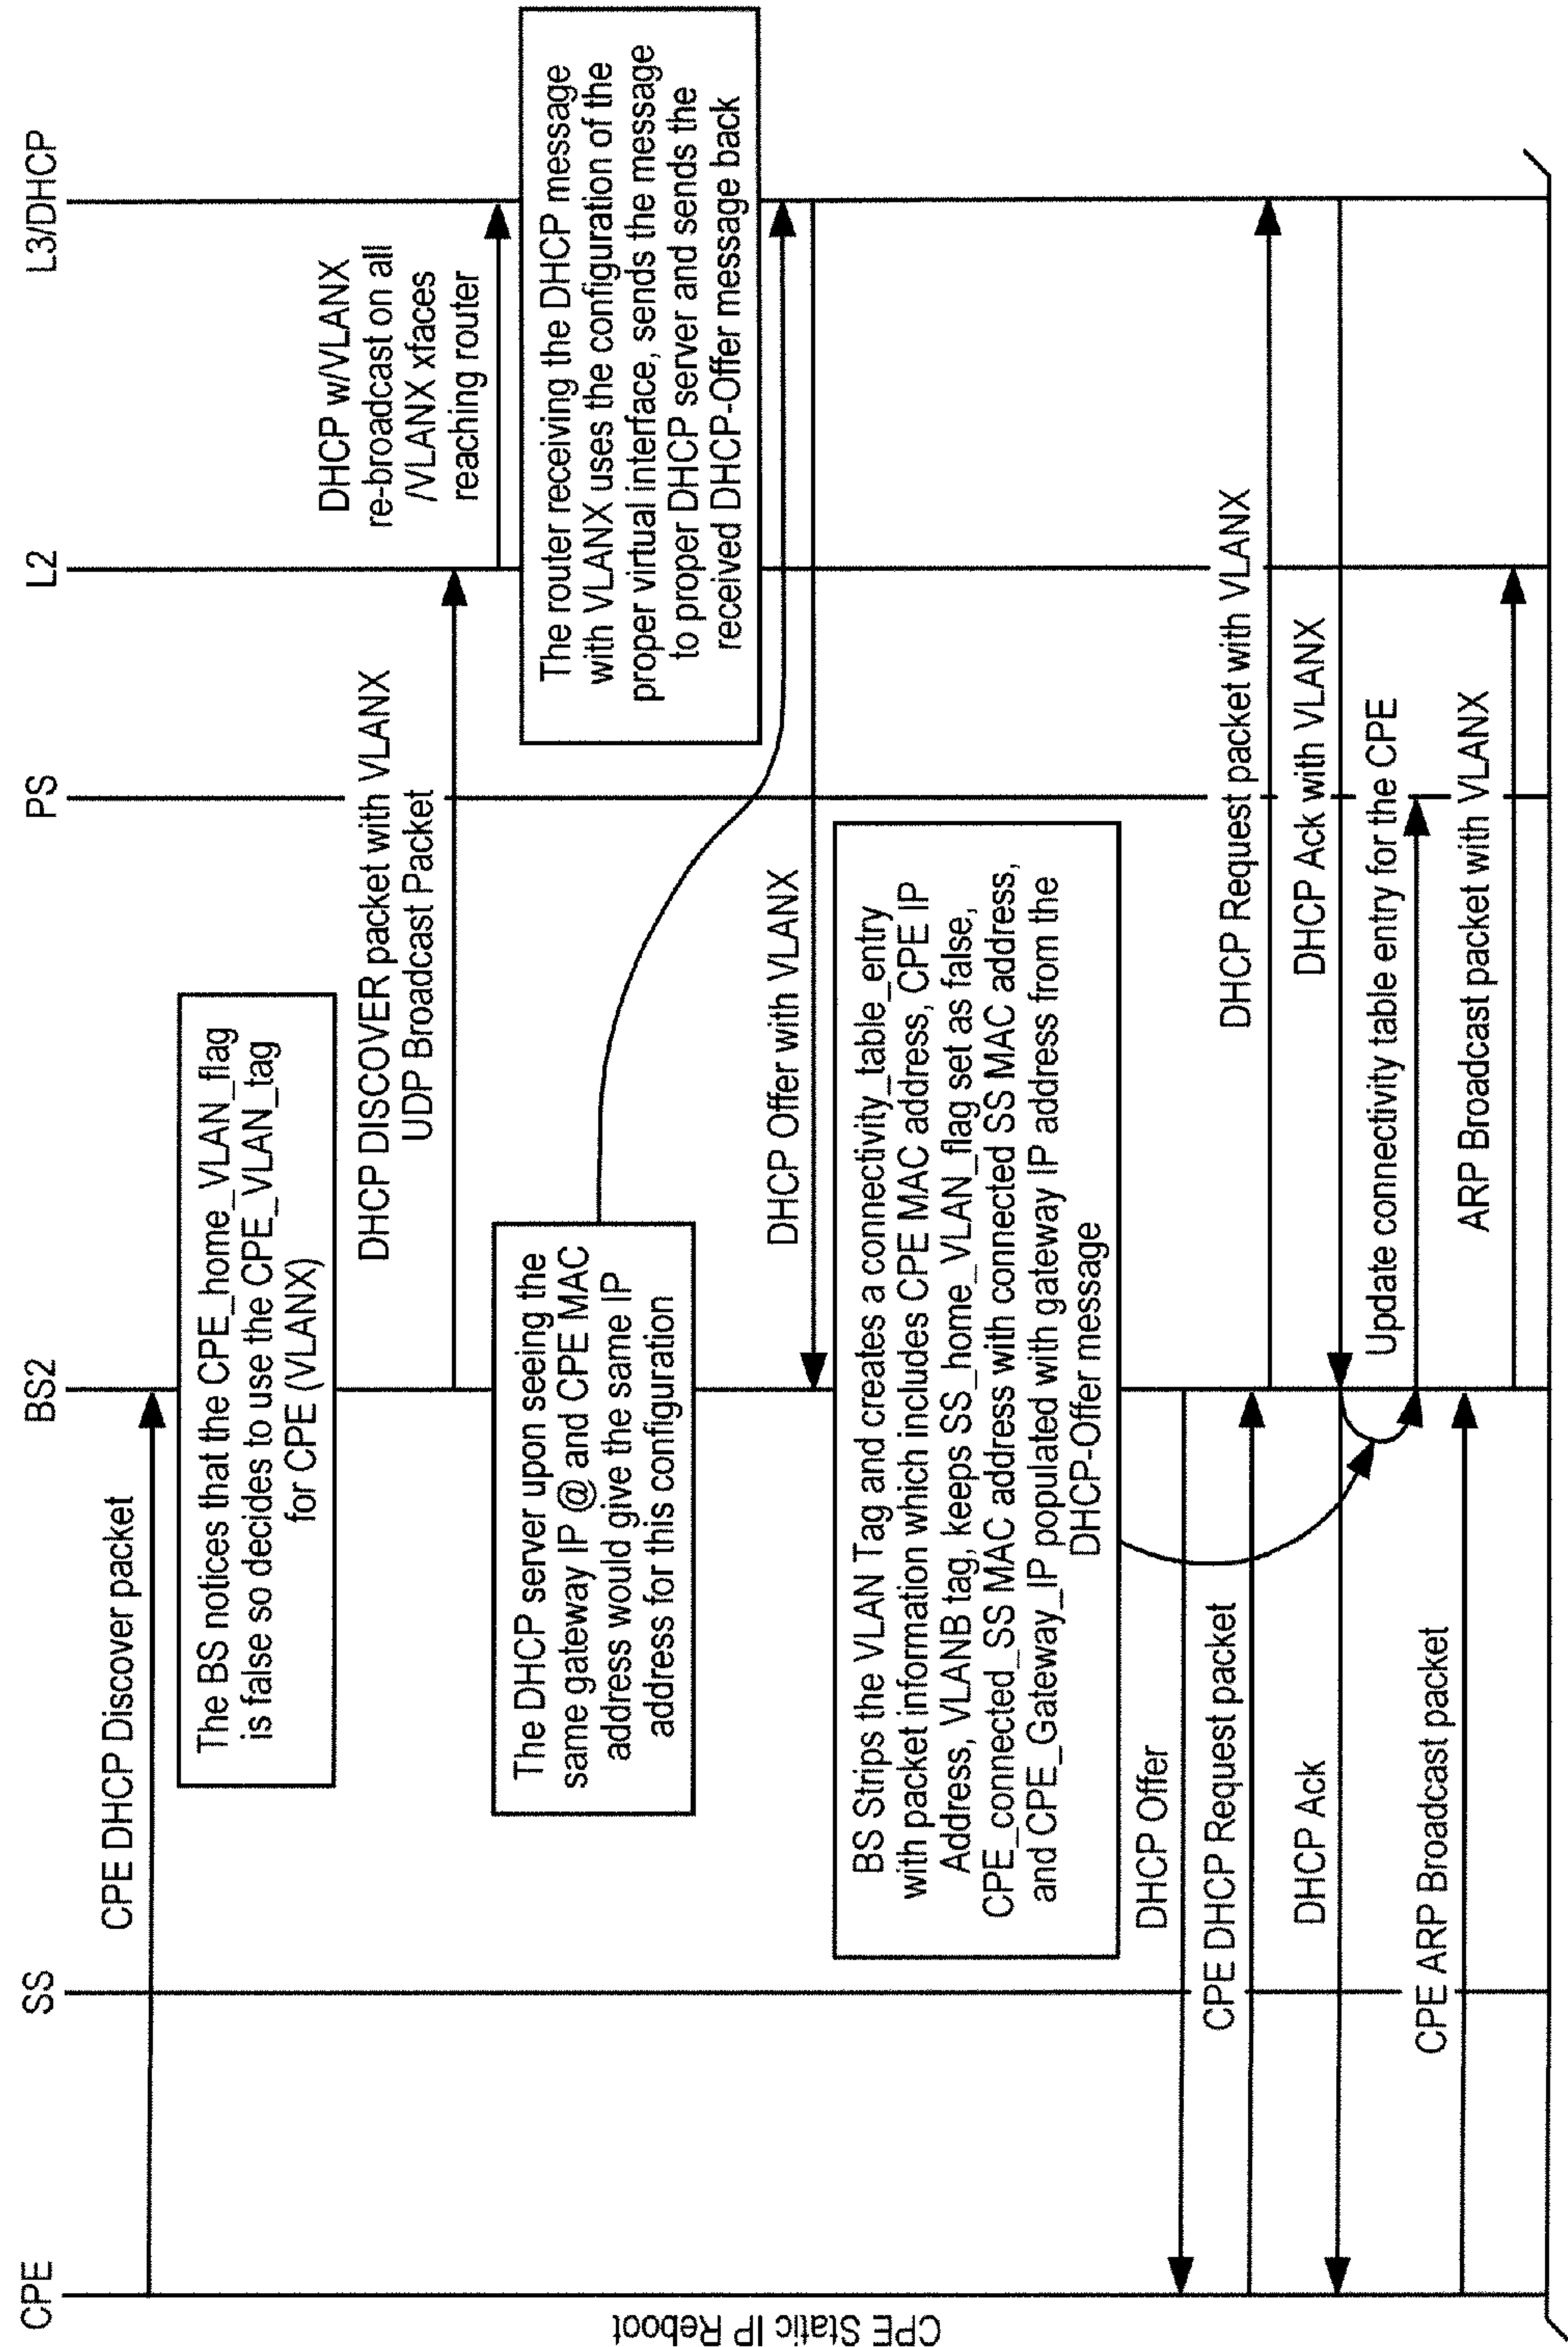 CPE
SS
BS2
PS
L2
L3/DHCP
CPE Static IP Reboot
CPE DHCP Discover packet
The BS notices that the CPE_home_VLAN_flag
is false so decides to use the CPE_VLAN_tag
for CPE (VLANX)
DHCP DISCOVER packet with VLANX
UDP Broadcast Packet
DHCP w/VLANX
re-broadcast on all
/VLANX xfaces
reaching router
The DHCP server upon seeing the
same gateway IP @ and CPE MAC
address would give the same IP
address for this configuration
The router receiving the DHCP message
with VLANX uses the configuration of the
proper virtual interface, sends the message
to proper DHCP server and sends the
received DHCP-Offer message back
DHCP Offer with VLANX
BS Strips the VLAN Tag and creates a connectivity_table_entry
with packet information which includes CPE MAC address, CPE IP
Address, VLANB tag, keeps SS_home_VLAN_flag set as false,
CPE_connected_SS MAC address with connected SS MAC address,
and CPE_Gateway_IP populated with gateway IP address from the
DHCP-Offer message
DHCP Offer
CPE DHCP Request packet
DHCP Request packet with VLANX
DHCP Ack
DHCP Ack with VLANX
Update connectivity table entry for the CPE
CPE ARP Broadcast packet
ARP Broadcast packet with VLANX